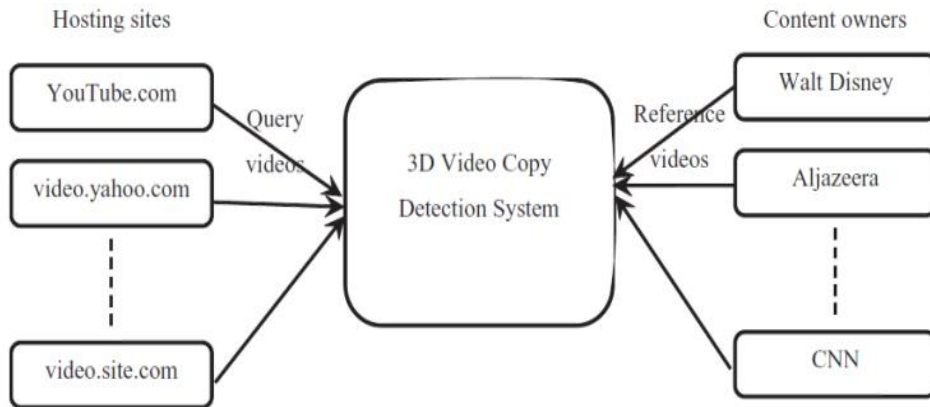 Hosting sites
Content owners
YouTube.com
Walt Disney
Query
videos
Reference
videos
video.yahoo.com
Aljazeera
3D Video Copy
Detection System
video.site.com
CNN